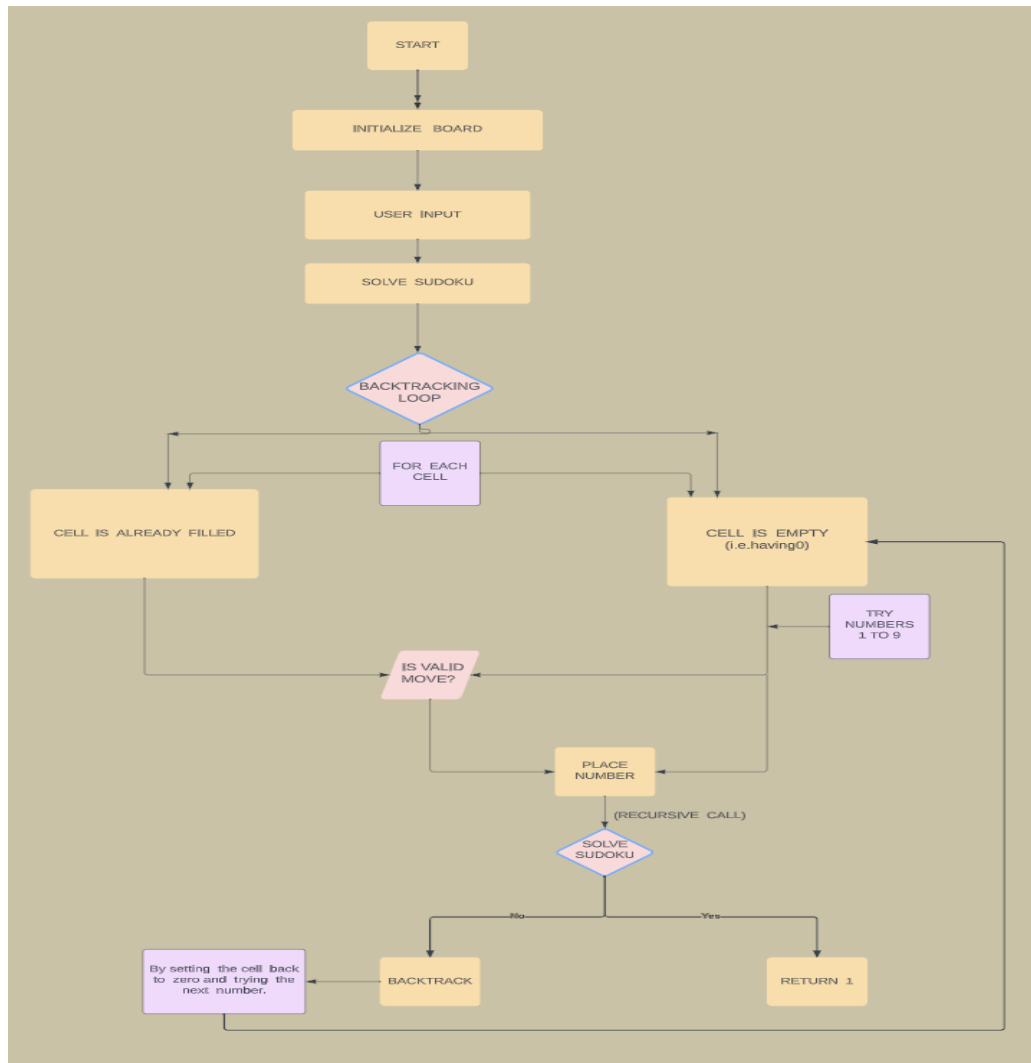 START
INITIALIZE BOARD
USER INPUT
SOLVE SUDOKU
BACKTRACKING
LOOP
FOR EACH
CELL
CELL IS ALREADY FILLED
CELL IS EMPTY
(i.e.having0)
TRY
NUMBERS
1 TO 9
IS VALID
MOVE?
PLACE
NUMBER
(RECURSIVE CALL)
SOLVE
SUDOKU
No
Yes
By setting the cell back
to zero and trying the
next number.
BACKTRACK
RETURN 1